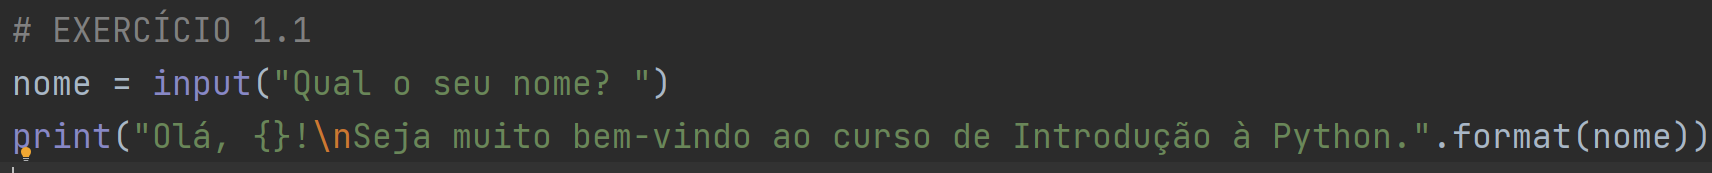 # EXERCÍCIO 1.1
nome = input("Qual o seu nome? ")
print("Olá, {}!\nSeja muito bem-vindo ao curso de Introdução à Python.".format(nome))